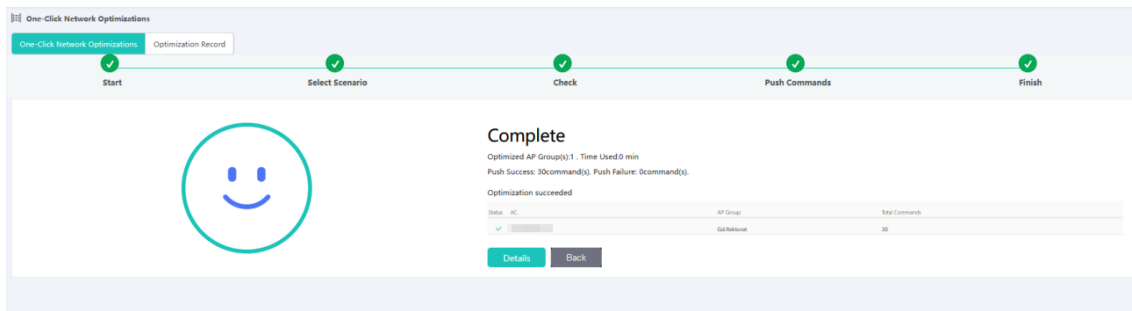 One-Click Network Optimizations
One-Click Network Optimizations Optimization Record
Start Select Scenario Check Push Commands Finish
Complete
Optimized AP Group(s):1 . Time Used:0 min
Push Success: 30command(s). Push Failure: 0command(s).
Optimization succeeded
Status AC AP Group Total Commands
Gd.Rektorat 30
Details Back